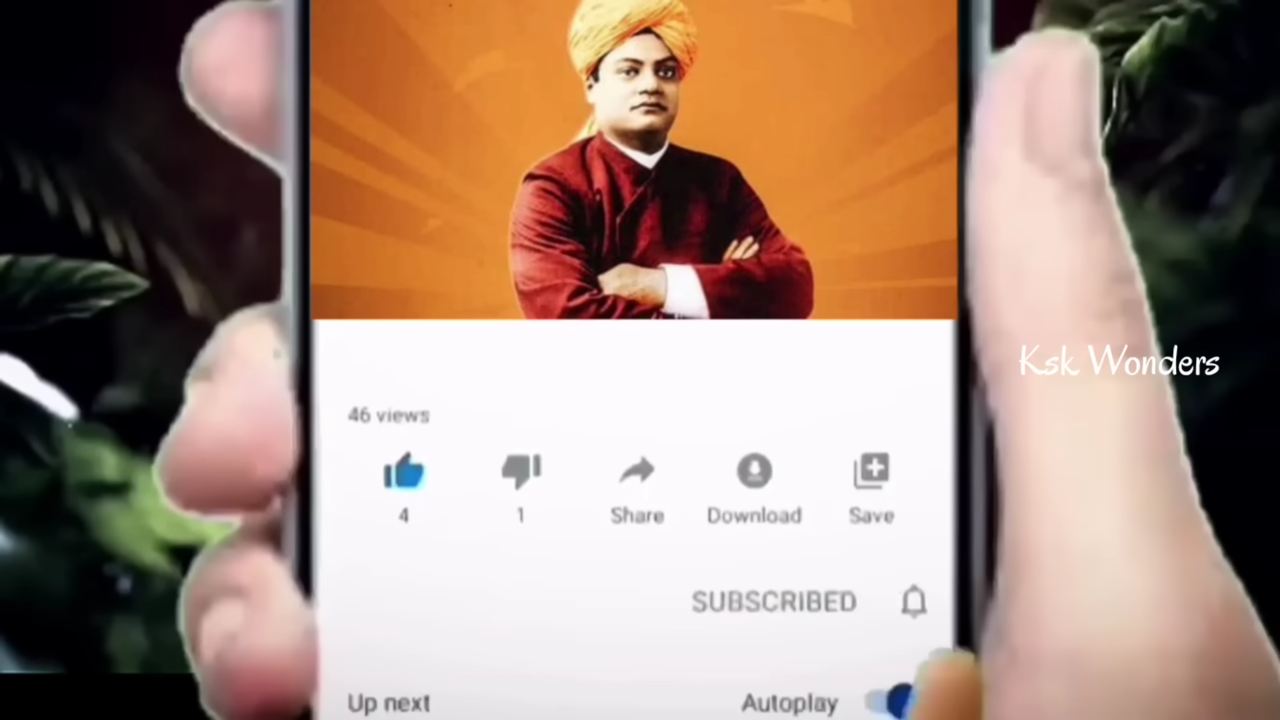 Ksk Wonders
46 views
4
1
Share
Download
Save
SUBSCRIBED
Up next
Autoplay